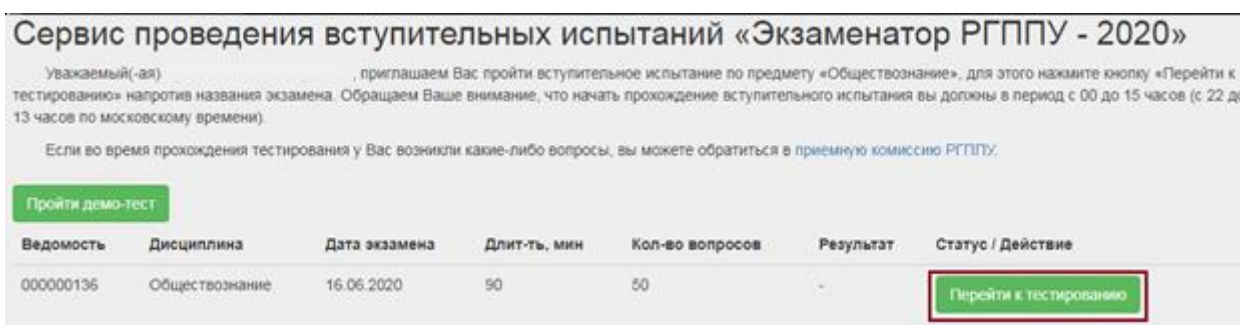 Сервис проведения вступительных испытаний «Экзаменатор РГППУ - 2020»
Уважаемый(-ая) , приглашаем Вас пройти вступительное испытание по предмету «Обществознание», для этого нажмите кнопку «Перейти к
тестированию» напротив названия экзамена. Обращаем Ваше внимание, что начать прохождение вступительного испытания вы должны в период с 00 до 15 часов (с 22 до
13 часов по московскому времени).
Если во время прохождения тестирования у Вас возникли какие-либо вопросы, вы можете обратиться в приемную комиссию РГППУ.
Пройти демо-тест
Ведомость Дисциплина Дата экзамена Длит-ть, мин Кол-во вопросов Результат Статус / Действие
000000136 Обществознание 16.06.2020 90 50 - Перейти к тестированию